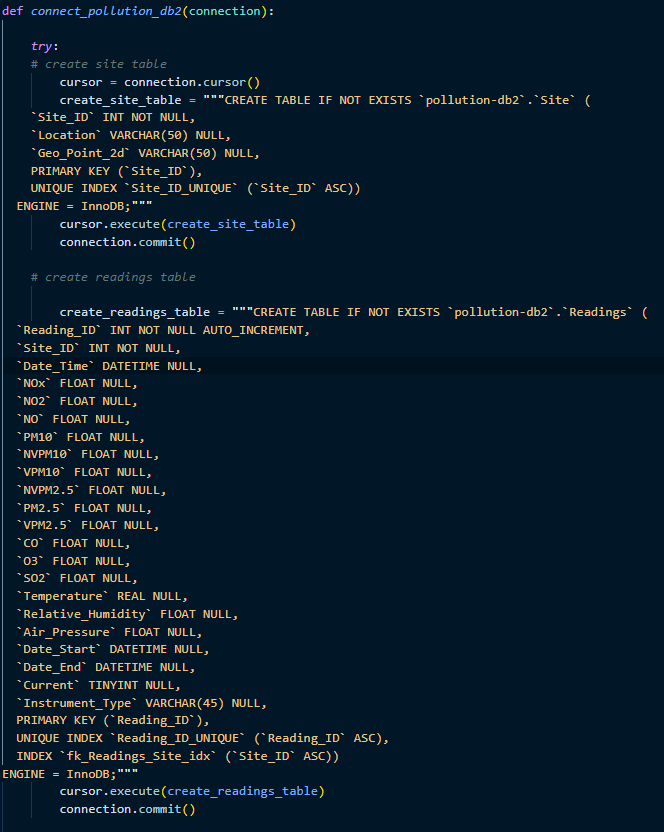 def connect_pollution_db2(connection):
try:
# create site table
cursor = connection.cursor()
create_site_table = """CREATE TABLE IF NOT EXISTS `pollution-db2`.`Site` (
`Site_ID` INT NOT NULL,
`Location` VARCHAR(50) NULL,
`Geo_Point_2d` VARCHAR(50) NULL,
PRIMARY KEY (`Site_ID`),
UNIQUE INDEX `Site_ID_UNIQUE` (`Site_ID` ASC))
ENGINE = InnoDB;"""
cursor.execute(create_site_table)
connection.commit()
# create readings table
create_readings_table = """CREATE TABLE IF NOT EXISTS `pollution-db2`.`Readings` (
`Reading_ID` INT NOT NULL AUTO_INCREMENT,
`Site_ID` INT NOT NULL,
`Date_Time` DATETIME NULL,
`NOx` FLOAT NULL,
`NO2` FLOAT NULL,
`NO` FLOAT NULL,
`PM10` FLOAT NULL,
`NVPM10` FLOAT NULL,
`VPM10` FLOAT NULL,
`NVPM2.5` FLOAT NULL,
`PM2.5` FLOAT NULL,
`VPM2.5` FLOAT NULL,
`CO` FLOAT NULL,
`O3` FLOAT NULL,
`SO2` FLOAT NULL,
`Temperature` REAL NULL,
`Relative_Humidity` FLOAT NULL,
`Air_Pressure` FLOAT NULL,
`Date_Start` DATETIME NULL,
`Date_End` DATETIME NULL,
`Current` TINYINT NULL,
`Instrument_Type` VARCHAR(45) NULL,
PRIMARY KEY (`Reading_ID`),
UNIQUE INDEX `Reading_ID_UNIQUE` (`Reading_ID` ASC),
INDEX `fk_Readings_Site_idx` (`Site_ID` ASC))
ENGINE = InnoDB;"""
cursor.execute(create_readings_table)
connection.commit()